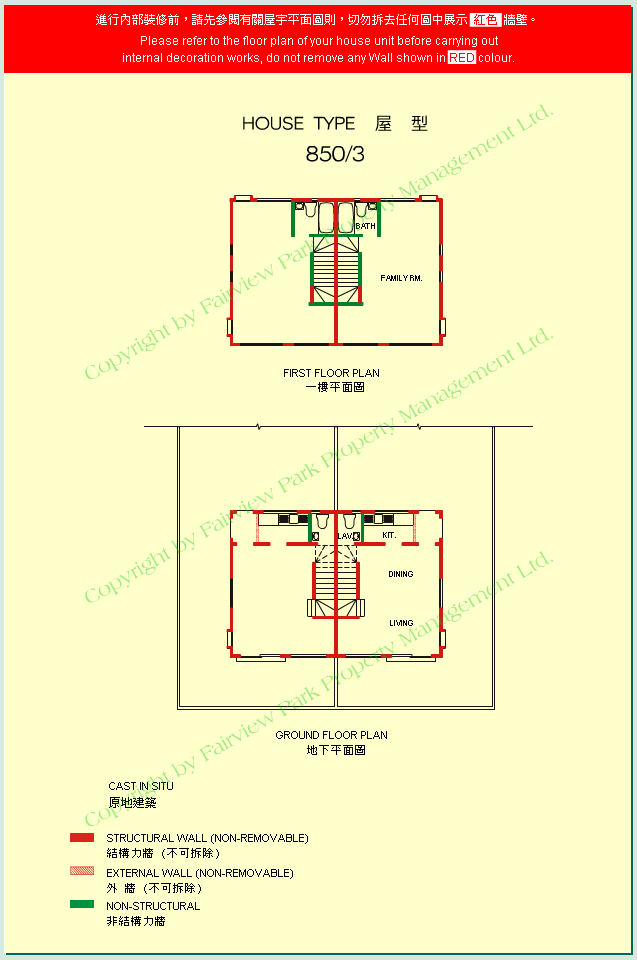 進行內部裝修前，請先參閱有關屋宇平面圖則，切勿拆去任何圖中展示 紅色 牆壁。
Please refer to the floor plan of your house unit before carrying out
internal decoration works, do not remove any Wall shown in RED colour.
HOUSE TYPE 屋 型
850/3
BATH
FAMILY RM.
Copyright by Fairview Park Property Management Ltd.
FIRST FLOOR PLAN
一樓平面圖
LAV.
KIT.
DINING
LIVING
Copyright by Fairview Park Property Management Ltd.
GROUND FLOOR PLAN
地下平面圖
Copyright by Fairview Park Property Management Ltd.
CAST IN SITU
原地建築
STRUCTURAL WALL (NON-REMOVABLE)
結構力牆 (不可拆除)
EXTERNAL WALL (NON-REMOVABLE)
外 牆 (不可拆除)
NON-STRUCTURAL
非結構力牆